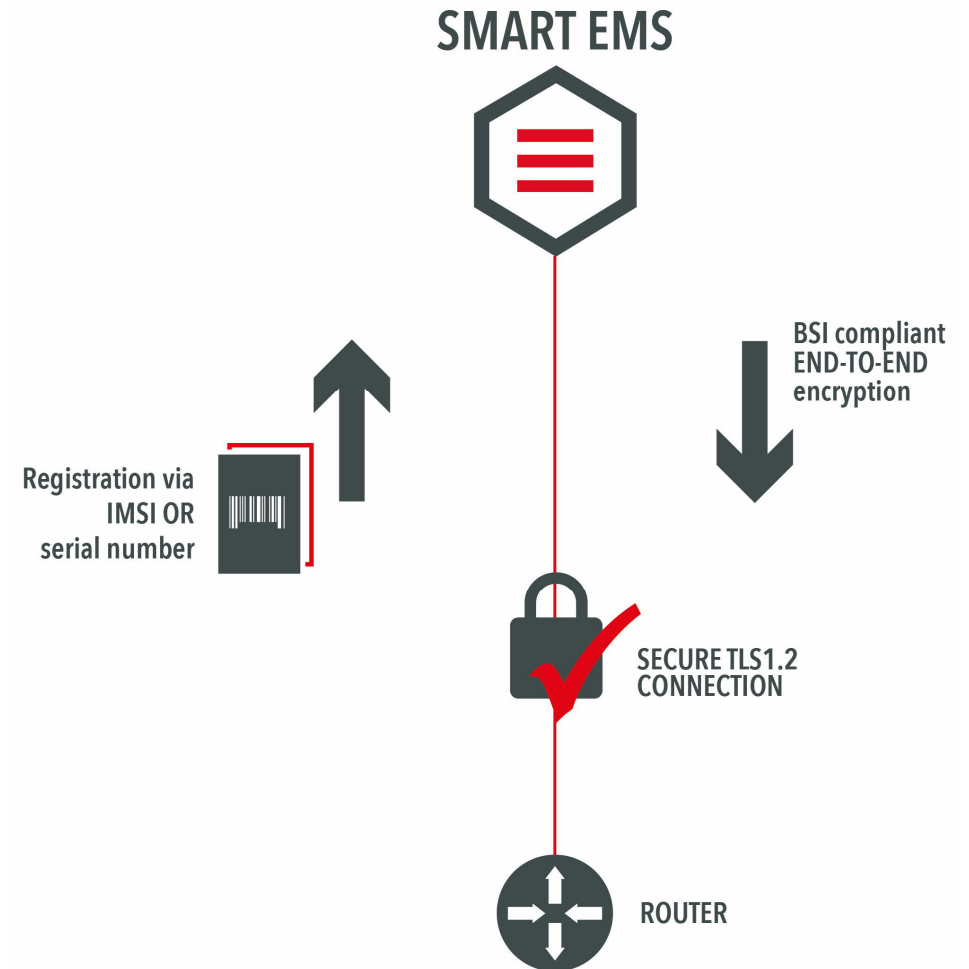 SMART EMS
BSI compliant
END-TO-END
encryption
Registration via
IMSI OR
serial number
SECURE TLS1.2
CONNECTION
ROUTER